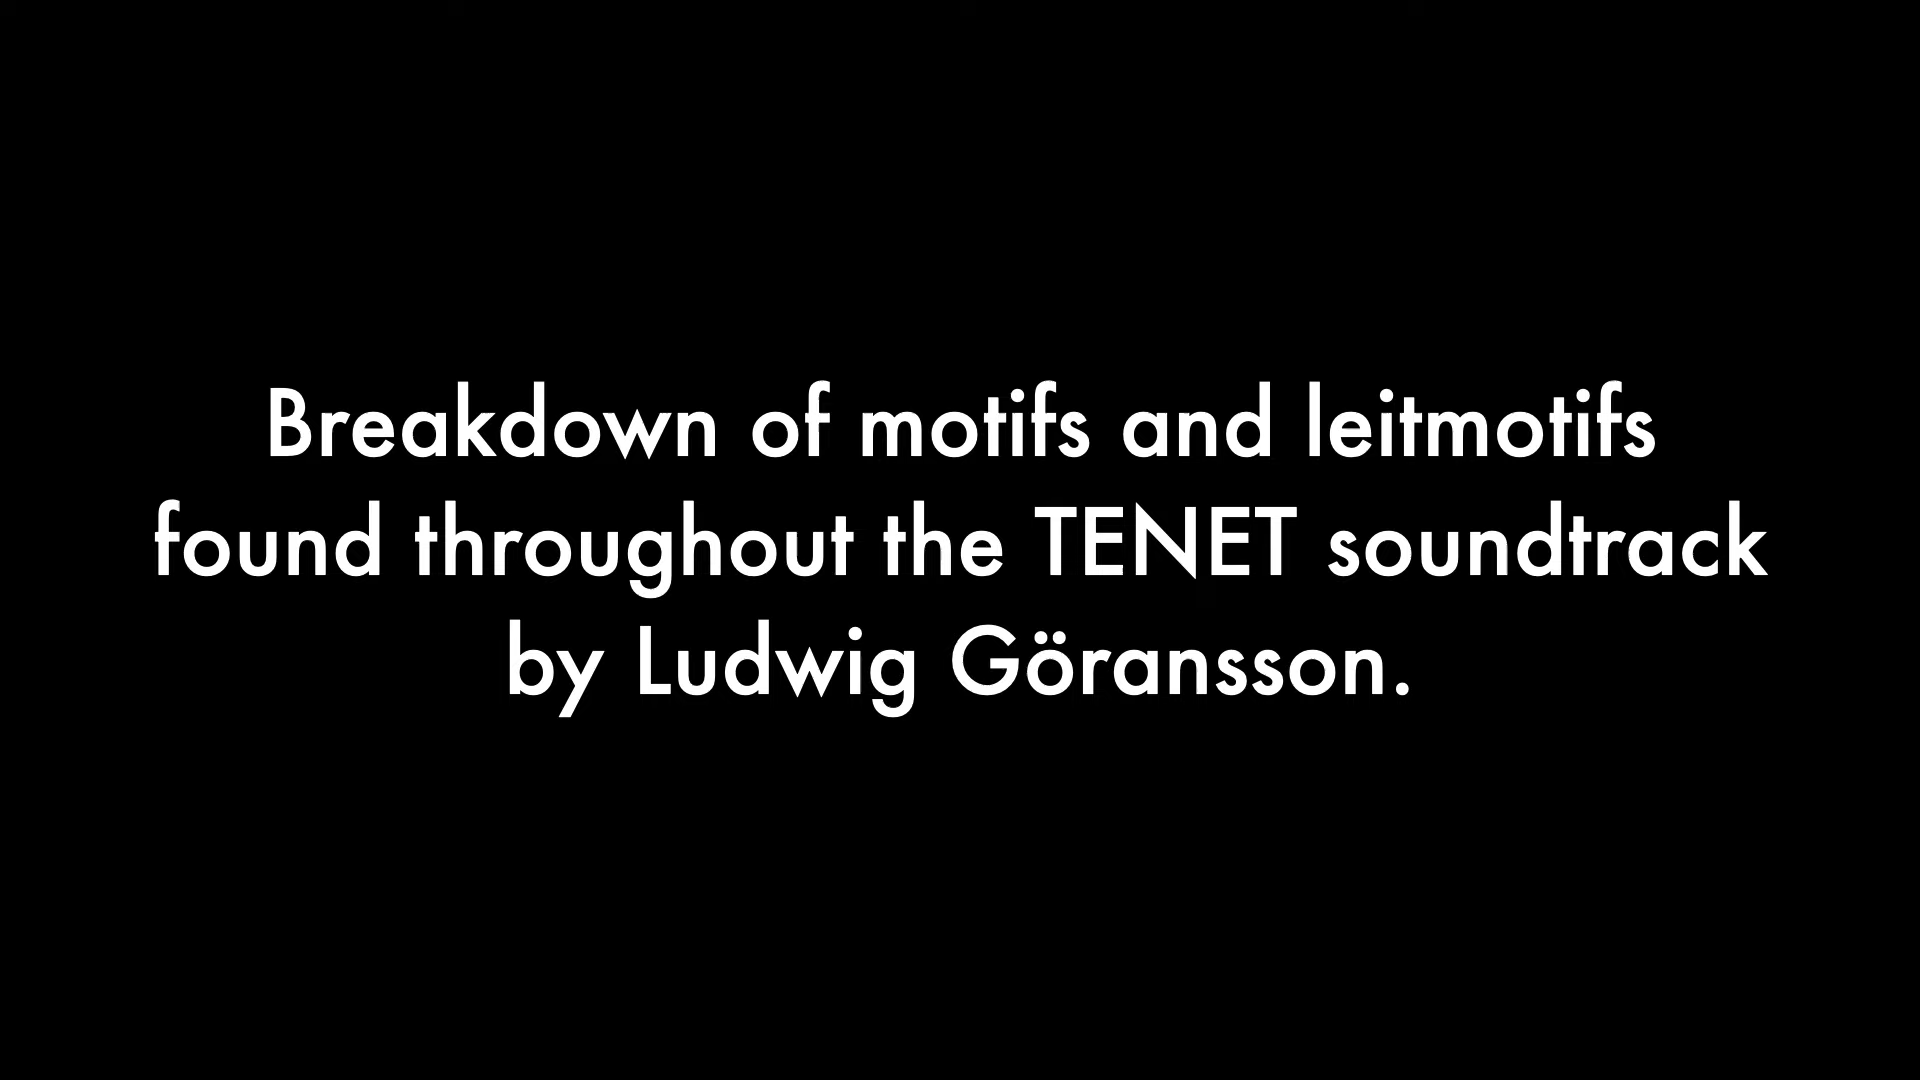 Breakdown of motifs and leitmotifs
found throughout the TENET soundtrack
by Ludwig Göransson.